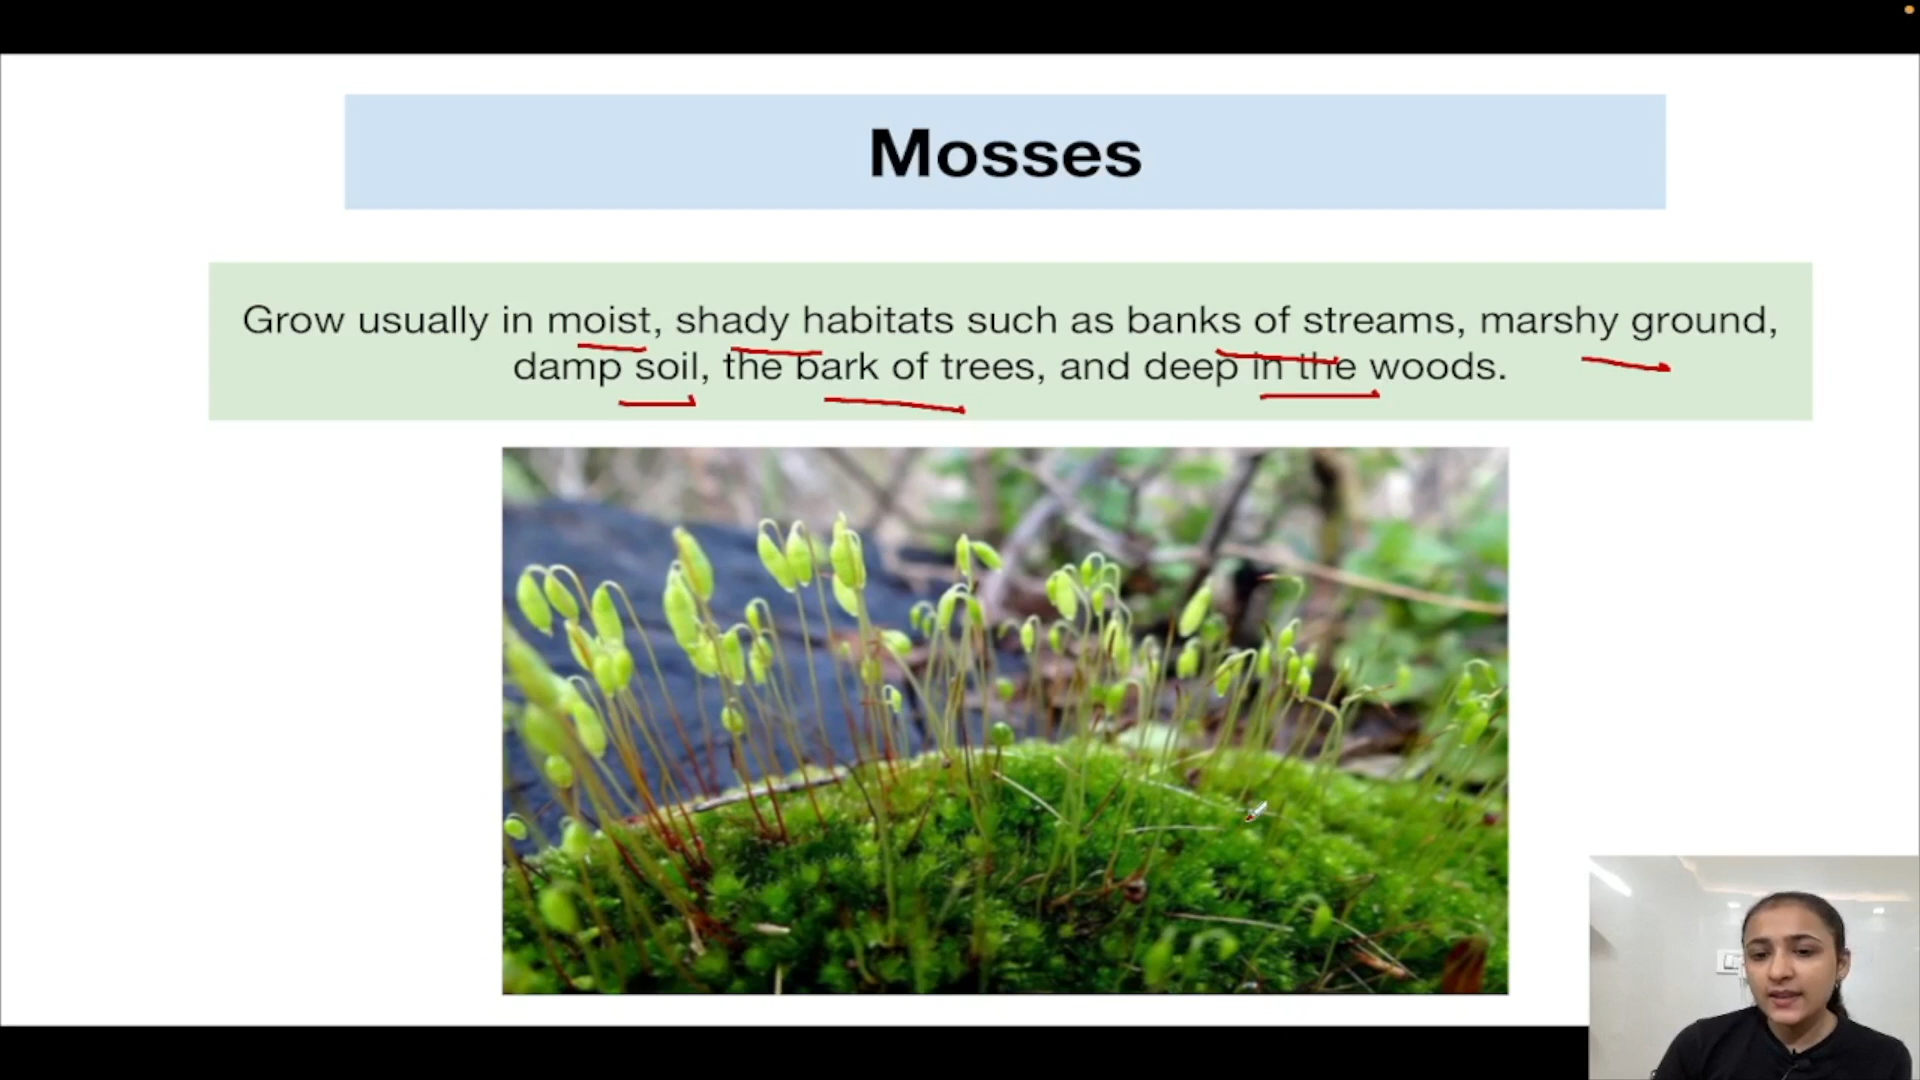 Mosses
Grow usually in moist, shady habitats such as banks of streams, marshy ground,
damp soil, the bark of trees, and deep in the woods.